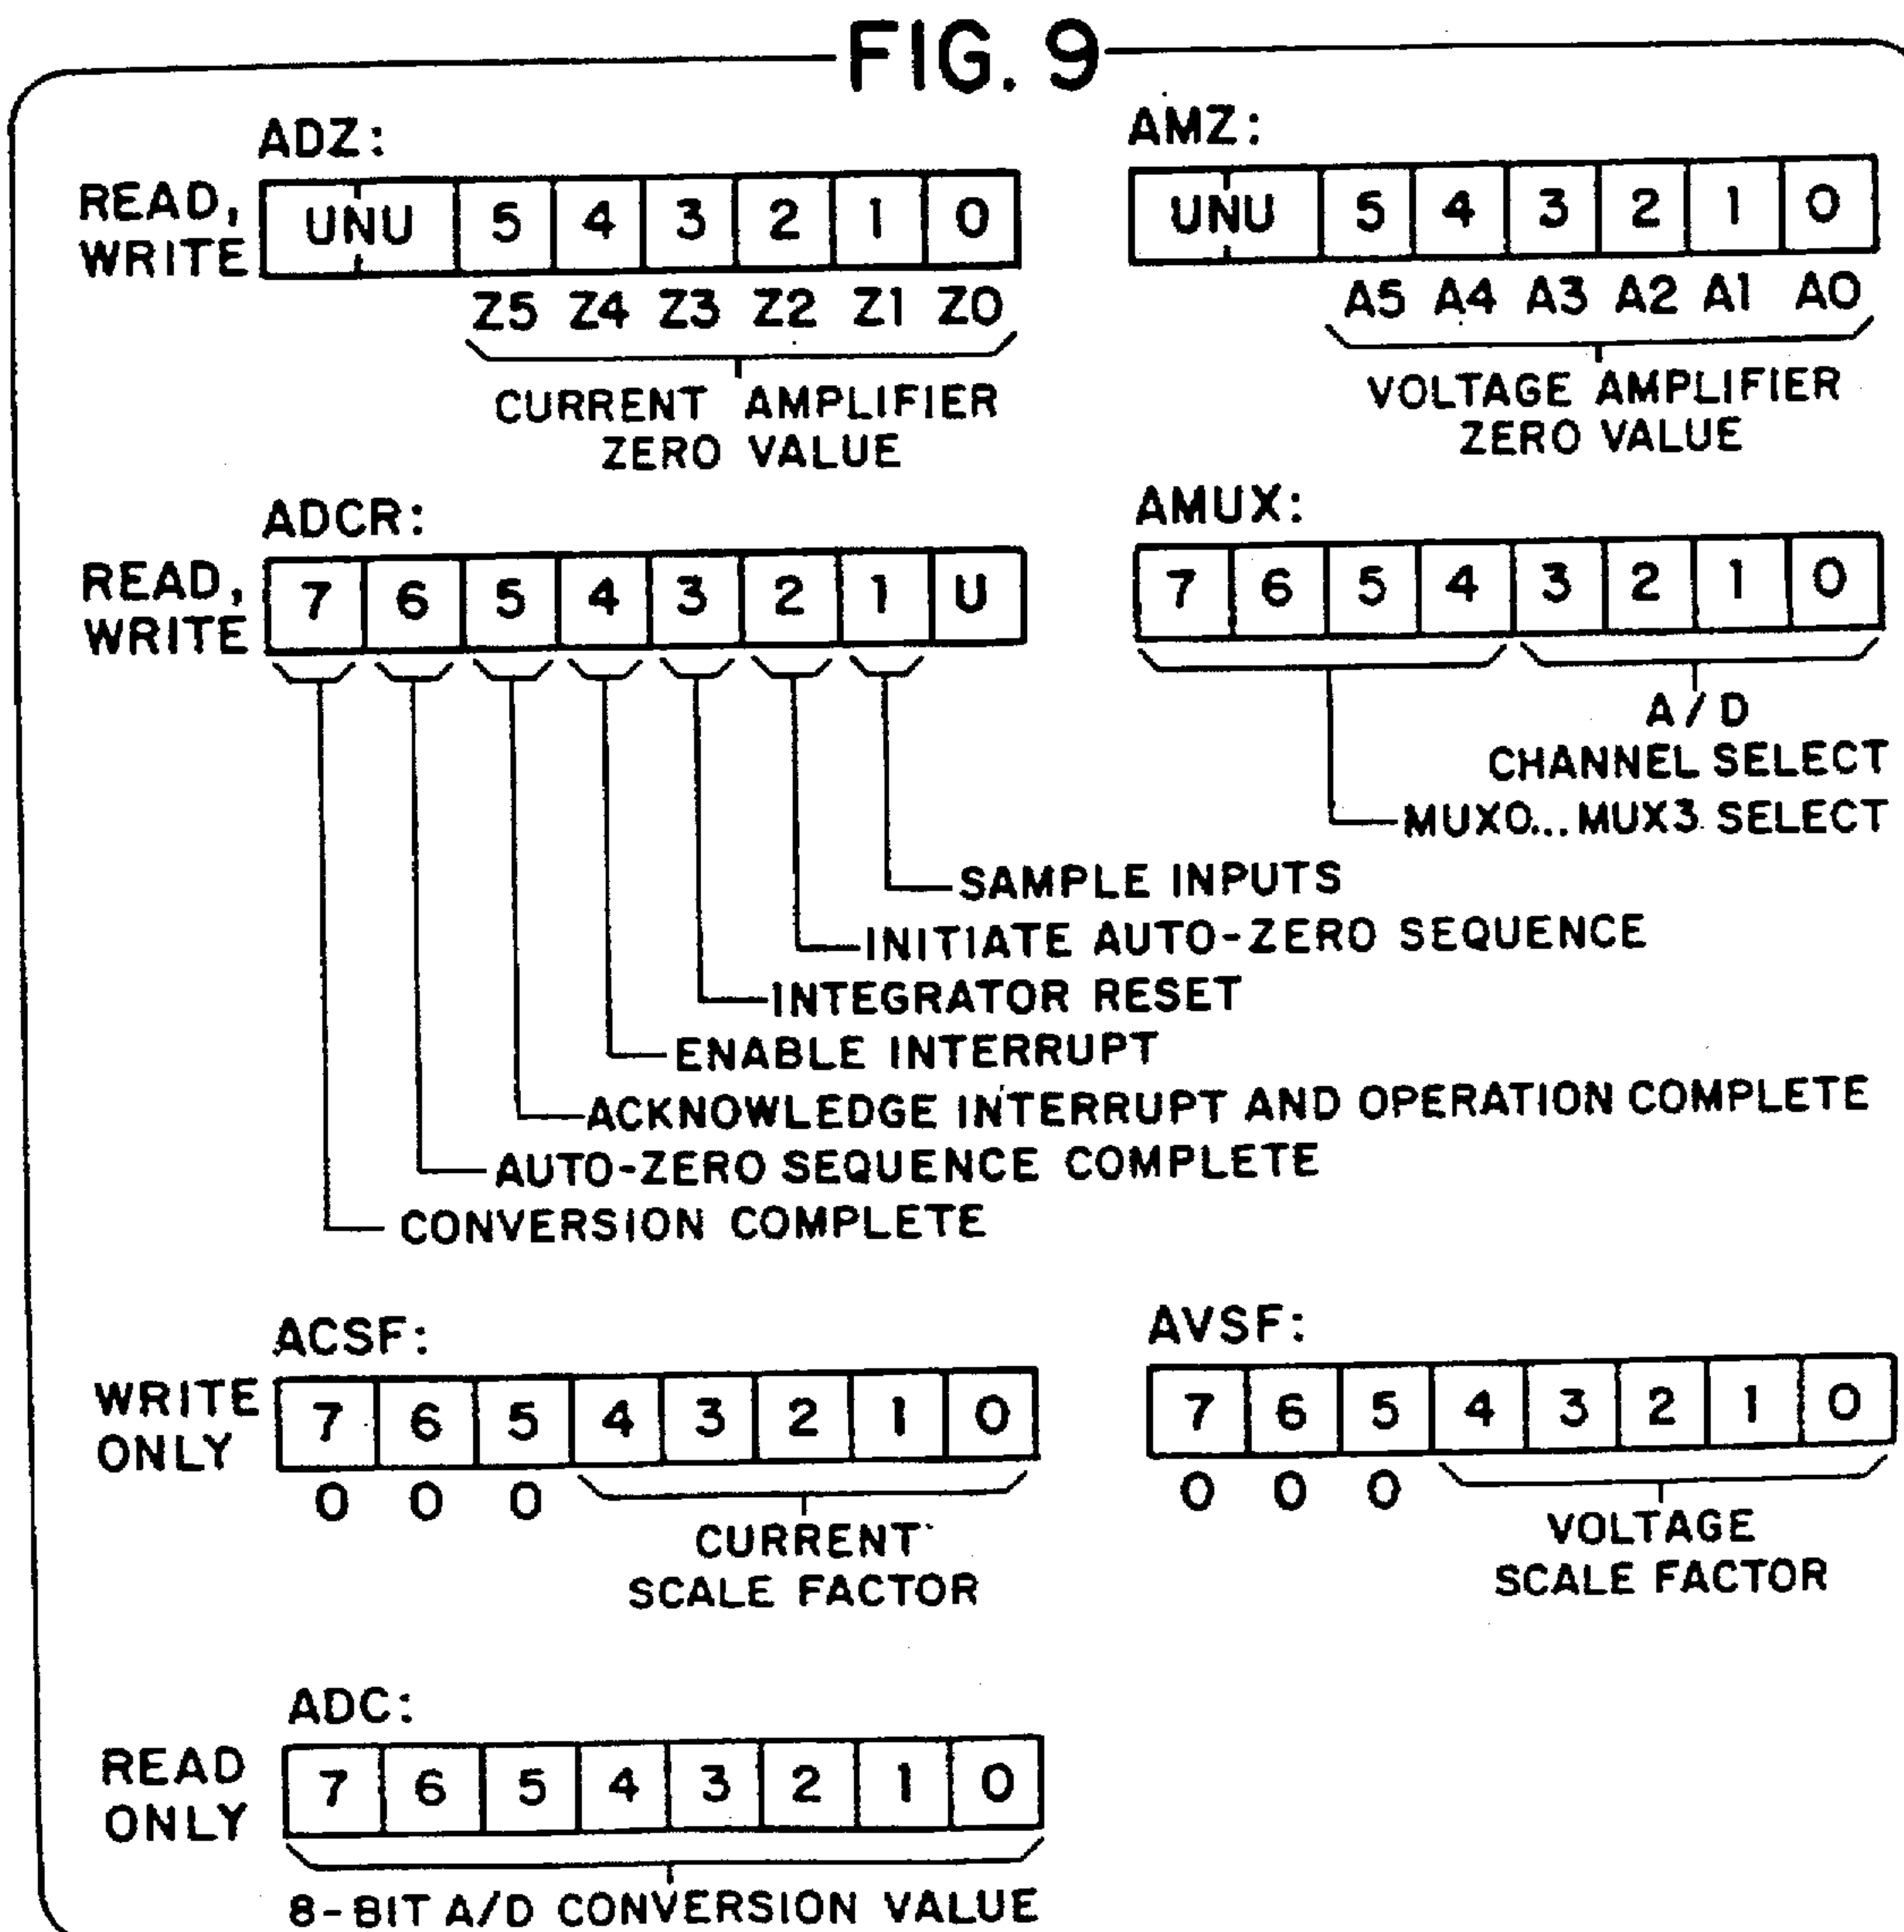 FIG. 9
ADZ:
READ, WRITE
UNU 5 4 3 2 1 0
Z5 Z4 Z3 Z2 Z1 Z0
CURRENT AMPLIFIER
ZERO VALUE
AMZ:
UNU 5 4 3 2 1 0
A5 A4 A3 A2 A1 A0
VOLTAGE AMPLIFIER
ZERO VALUE
ADCR:
READ, WRITE
7 6 5 4 3 2 1 U
AMUX:
7 6 5 4 3 2 1 0
A/D
CHANNEL SELECT
MUX0... MUX3 SELECT
SAMPLE INPUTS
INITIATE AUTO-ZERO SEQUENCE
INTEGRATOR RESET
ENABLE INTERRUPT
ACKNOWLEDGE INTERRUPT AND OPERATION COMPLETE
AUTO-ZERO SEQUENCE COMPLETE
CONVERSION COMPLETE
ACSF:
WRITE ONLY
7 6 5 4 3 2 1 0
0 0 0
CURRENT
SCALE FACTOR
AVSF:
7 6 5 4 3 2 1 0
0 0 0
VOLTAGE
SCALE FACTOR
ADC:
READ ONLY
7 6 5 4 3 2 1 0
8-BIT A/D CONVERSION VALUE